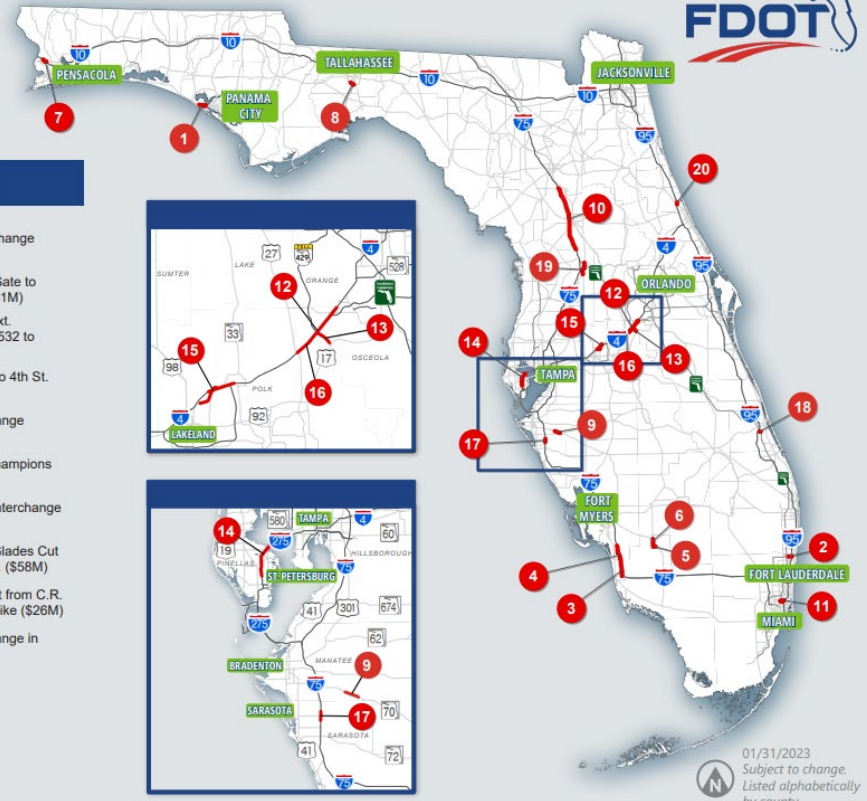 FDOT
10
10
TALLAHASSEE
JACKSONVILLE
PENSACOLA
10
10
PANAMA
CITY
75
95
7
1
8
20
hange
10
4
27
429
4
528
SUMTER
LAKE
ORANGE
19
95
ORLANDO
Gate to
1M)
12
75
12
xt.
532 to
33
13
15
4
13
15
17
OSCEOLA
14
16
o 4th St.
98
POLK
16
TAMPA
ange
4
92
95
18
LAKELAND
9
17
hampions
75
nterchange
FORT
MYERS
580
TAMPA
4
6
14
275
60
95
Glades Cut
19
HILLSBOROUGH
5
2
. ($58M)
PINELLAS
75
4
FORT LAUDERDALE
ST. PETERSBURG
75
t from C.R.
41
301
674
3
11
ike ($26M)
275
62
MIAMI
ange in
BRADENTON
MANATEE
9
75
SARASOTA
17
70
SARASOTA
41
72
75
01/31/2023
Subject to change.
Listed alphabetically
by county
N